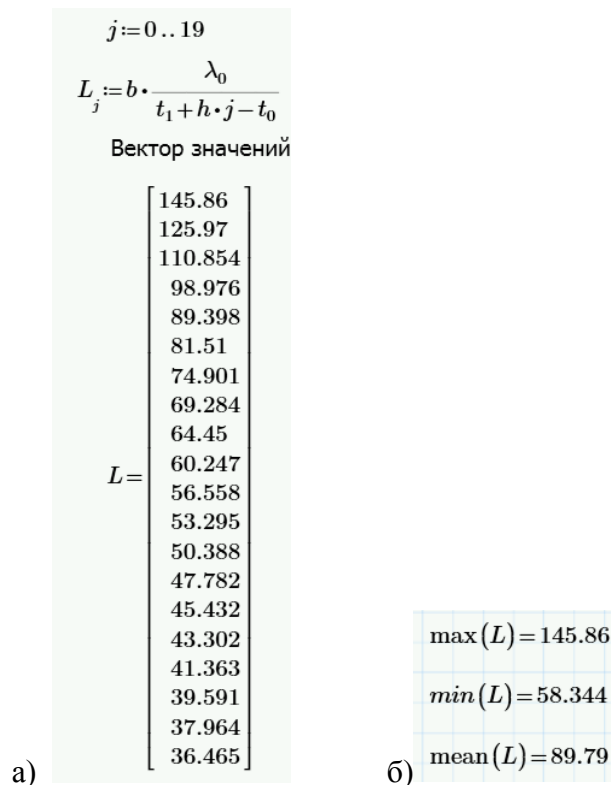 j:=0..19
L_j:=b·λ_0/(t_1+h·j−t_0)
Вектор значений
L=
145.86
125.97
110.854
98.976
89.398
81.51
74.901
69.284
64.45
60.247
56.558
53.295
50.388
47.782
45.432
43.302
41.363
39.591
37.964
36.465
а)
max(L)=145.86
min(L)=58.344
mean(L)=89.79
б)